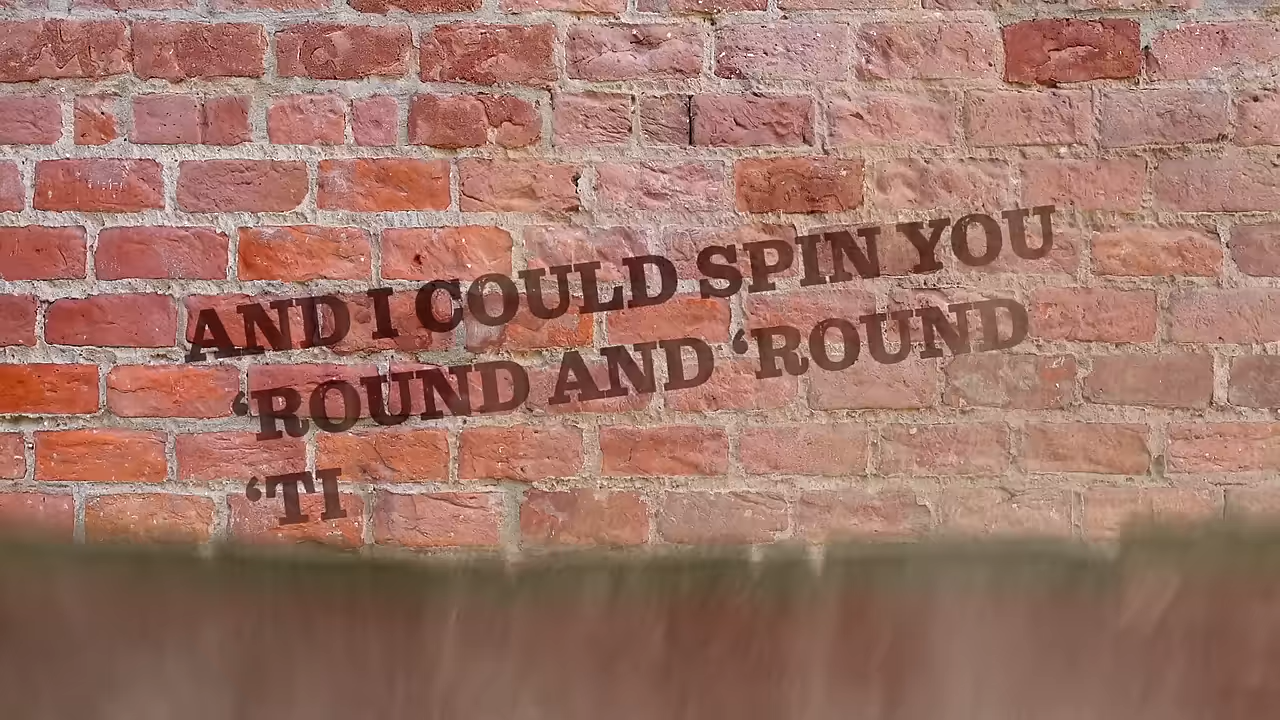 AND I COULD SPIN YOU
‘ROUND AND ‘ROUND
‘TI